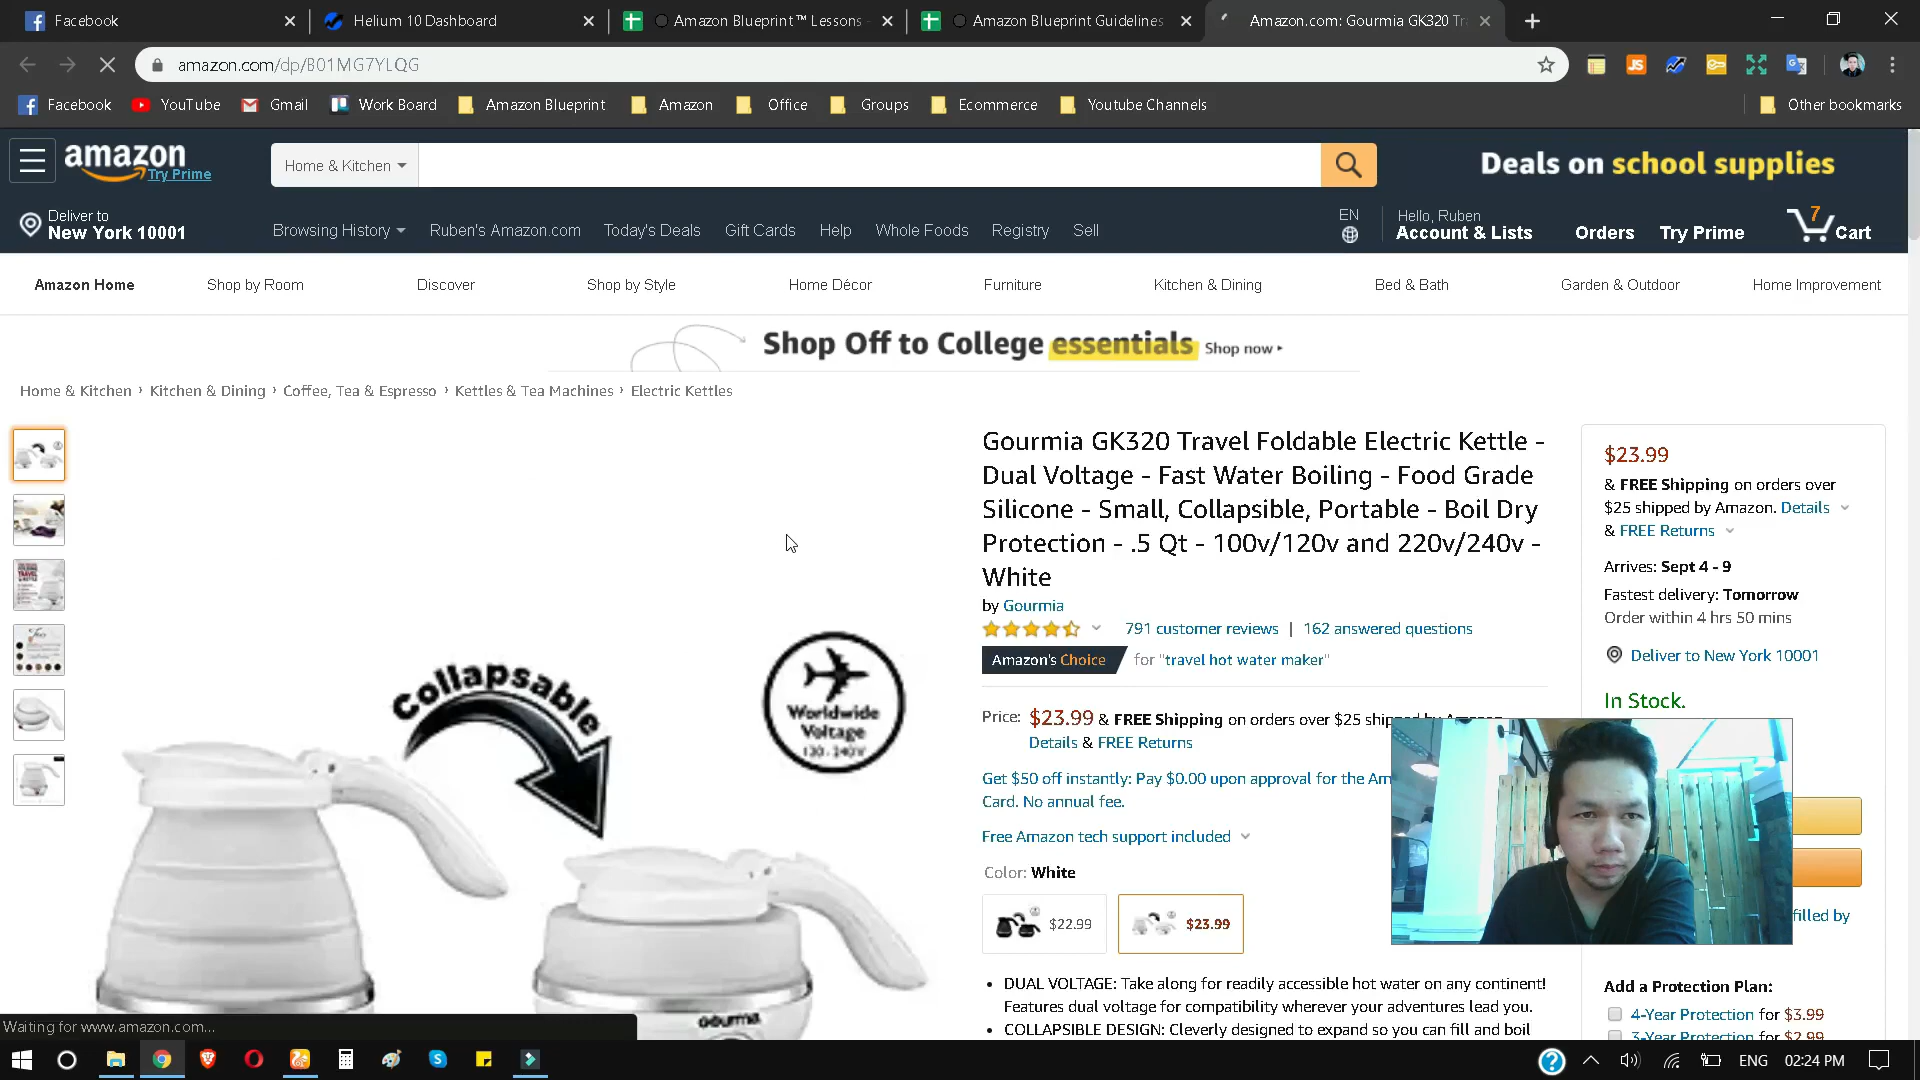 Facebook
Helium 10 Dashboard
Amazon Blueprint™ Lessons -
Amazon Blueprint Guidelines
Amazon.com: Gourmia GK320 Tr
amazon.com/dp/B01MG7YLQG
Facebook YouTube Gmail Work Board Amazon Blueprint Amazon Office Groups Ecommerce Youtube Channels Other bookmarks
amazon
Try Prime
Home & Kitchen
Deals on school supplies
Deliver to
New York 10001
Browsing History Ruben's Amazon.com Today's Deals Gift Cards Help Whole Foods Registry Sell
EN
Hello, Ruben
Account & Lists
Orders
Try Prime
7
Cart
Amazon Home Shop by Room Discover Shop by Style Home Décor Furniture Kitchen & Dining Bed & Bath Garden & Outdoor Home Improvement
Shop Off to College essentials Shop now
Home & Kitchen › Kitchen & Dining › Coffee, Tea & Espresso › Kettles & Tea Machines › Electric Kettles
Collapsable
Worldwide
Voltage
Gourmia
Gourmia GK320 Travel Foldable Electric Kettle -
Dual Voltage - Fast Water Boiling - Food Grade
Silicone - Small, Collapsible, Portable - Boil Dry
Protection - .5 Qt - 100v/120v and 220v/240v -
White
by Gourmia
791 customer reviews | 162 answered questions
Amazon's Choice for "travel hot water maker"
Price: $23.99 & FREE Shipping on orders over $25 shipped by Amazon.
Details & FREE Returns
Get $50 off instantly: Pay $0.00 upon approval for the Am
Card. No annual fee.
Free Amazon tech support included
Color: White
$22.99
$23.99
• DUAL VOLTAGE: Take along for readily accessible hot water on any continent!
Features dual voltage for compatibility wherever your adventures lead you.
• COLLAPSIBLE DESIGN: Cleverly designed to expand so you can fill and boil
$23.99
& FREE Shipping on orders over
$25 shipped by Amazon. Details
& FREE Returns
Arrives: Sept 4 - 9
Fastest delivery: Tomorrow
Order within 4 hrs 50 mins
Deliver to New York 10001
In Stock.
filled by
Add a Protection Plan:
4-Year Protection for $3.99
3-Year Protection for $2.99
Waiting for www.amazon.com...
ENG
02:24 PM